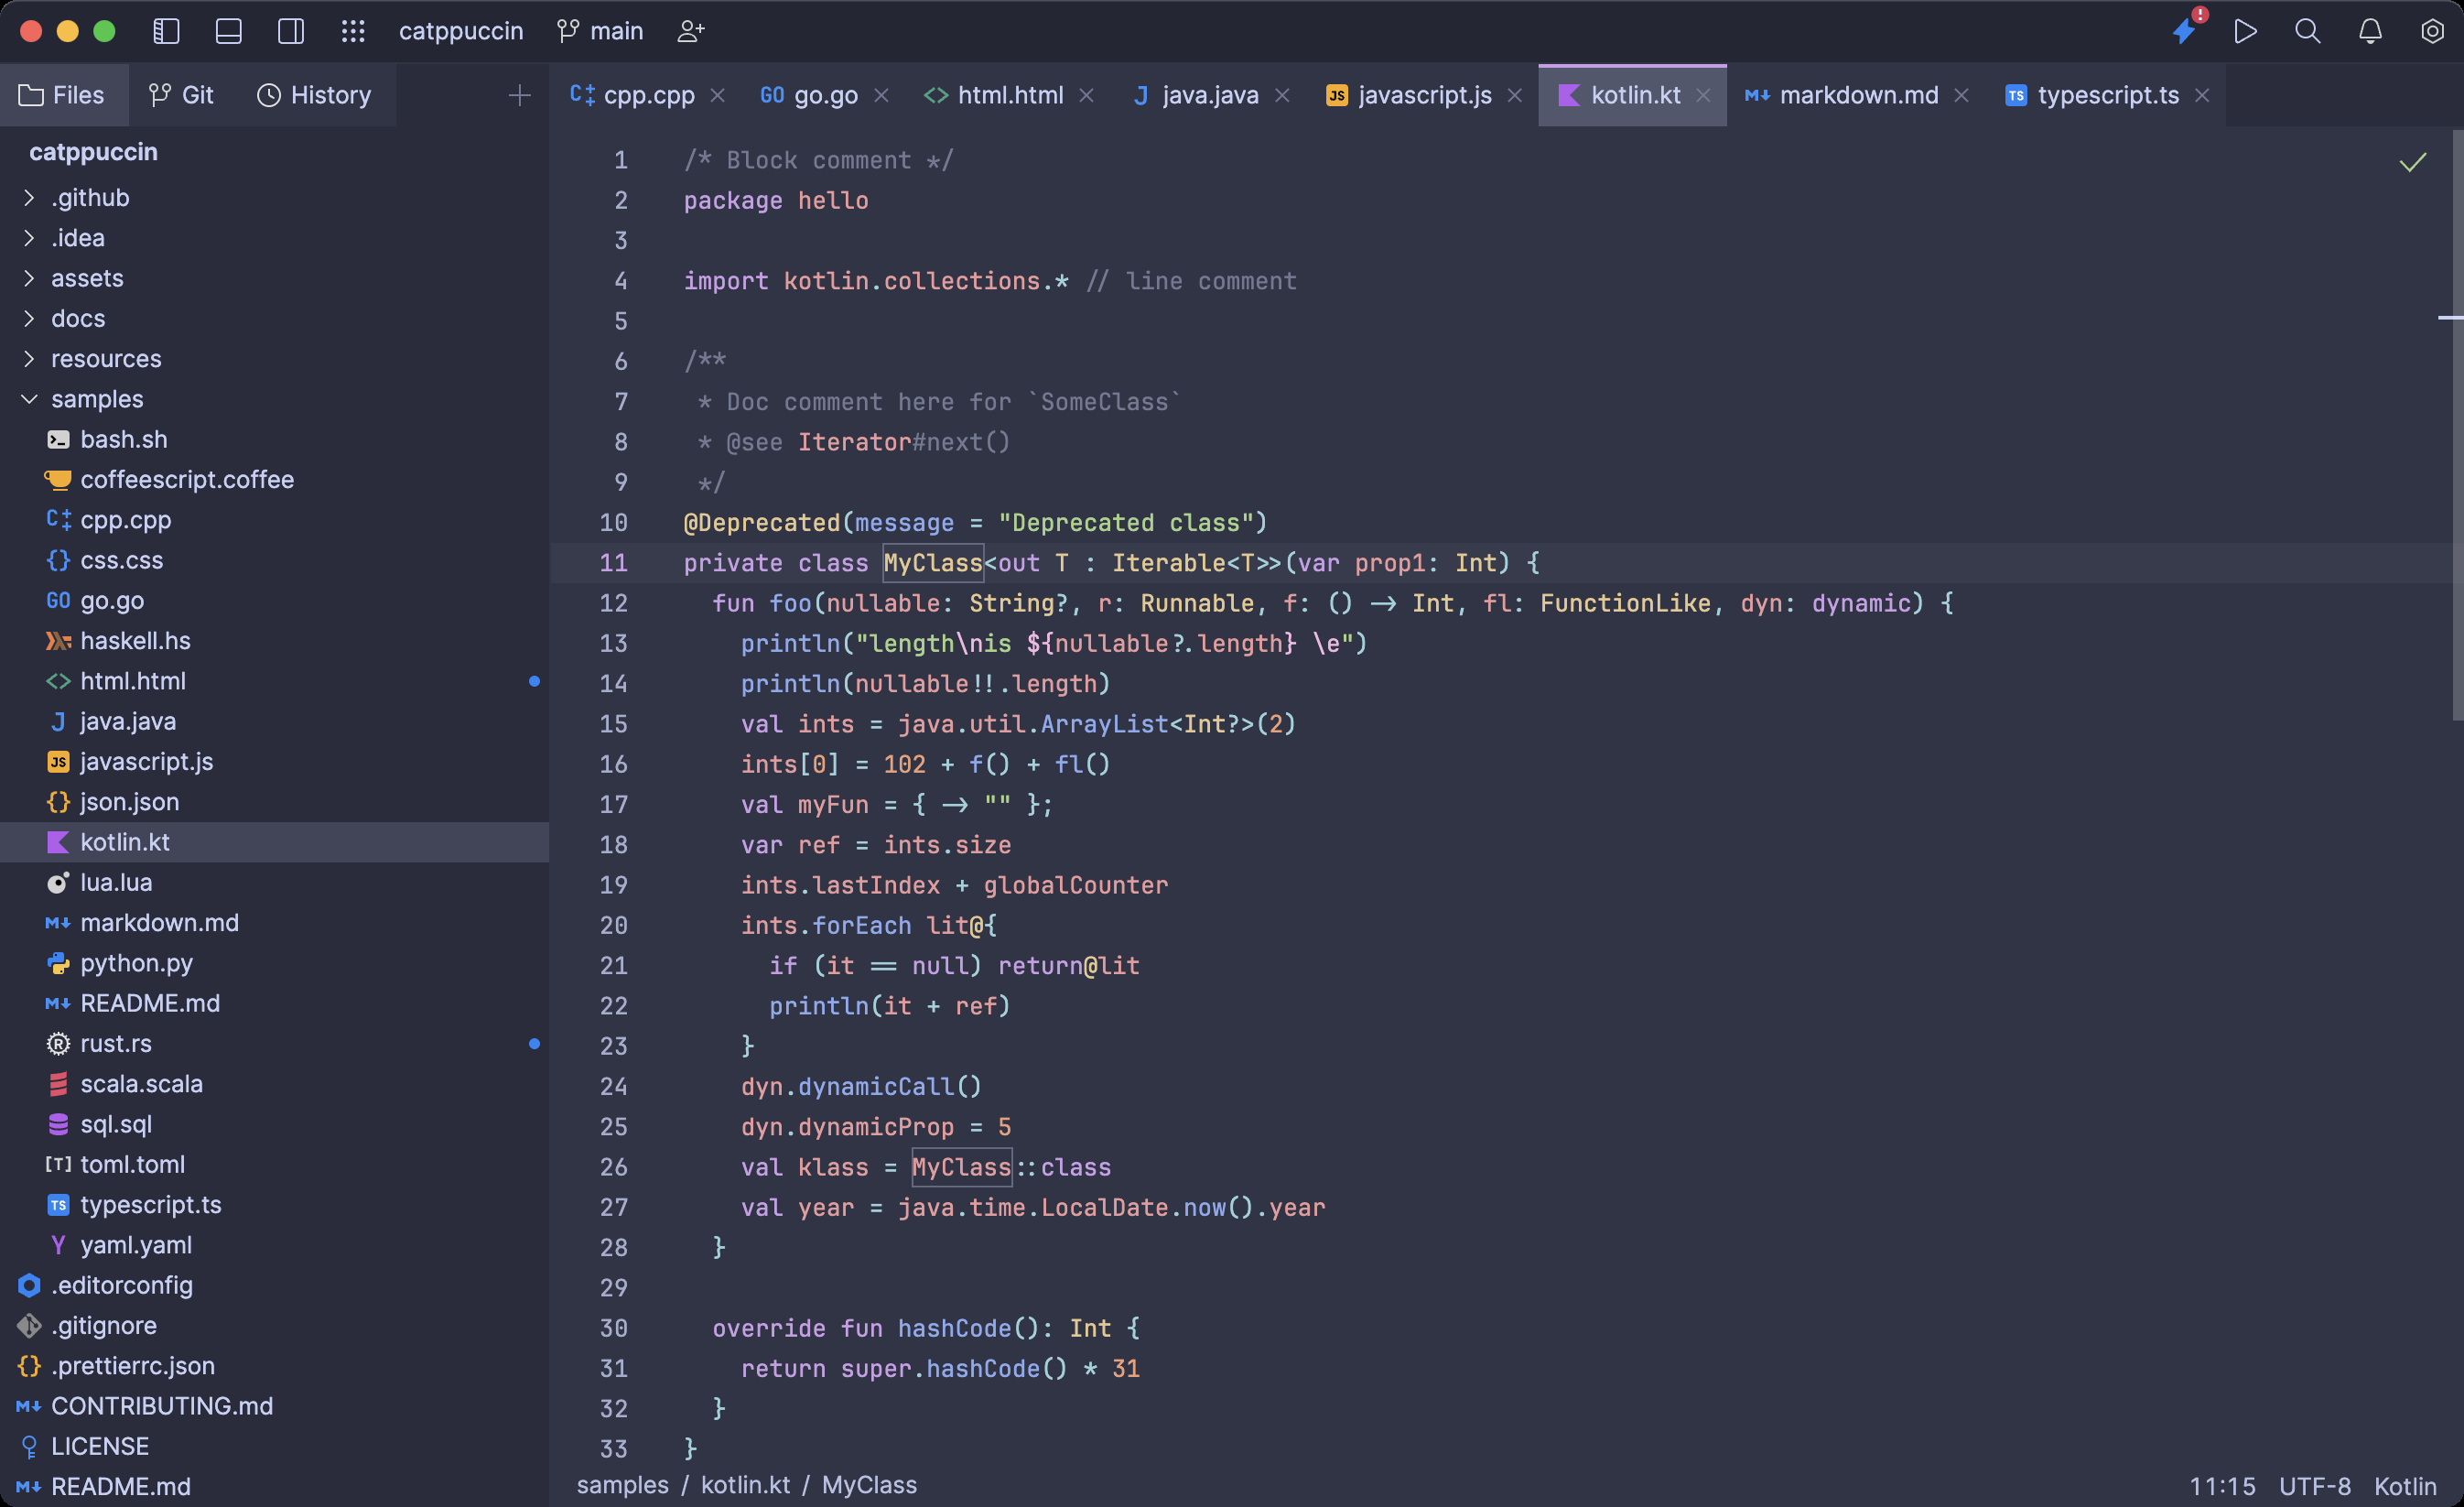 catppuccin main
Files Git History
cpp.cpp go.go html.html java.java javascript.js kotlin.kt markdown.md typescript.ts
catppuccin
.github
.idea
assets
docs
resources
samples
bash.sh
coffeescript.coffee
cpp.cpp
css.css
go.go
haskell.hs
html.html
java.java
javascript.js
json.json
kotlin.kt
lua.lua
markdown.md
python.py
README.md
rust.rs
scala.scala
sql.sql
toml.toml
typescript.ts
yaml.yaml
.editorconfig
.gitignore
.prettierrc.json
CONTRIBUTING.md
LICENSE
README.md
1 /* Block comment */
2 package hello
3
4 import kotlin.collections.* // line comment
5
6 /**
7  * Doc comment here for `SomeClass`
8  * @see Iterator#next()
9  */
10 @Deprecated(message = "Deprecated class")
11 private class MyClass<out T : Iterable<T>>(var prop1: Int) {
12   fun foo(nullable: String?, r: Runnable, f: () -> Int, fl: FunctionLike, dyn: dynamic) {
13     println("length\nis ${nullable?.length} \e")
14     println(nullable!!.length)
15     val ints = java.util.ArrayList<Int?>(2)
16     ints[0] = 102 + f() + fl()
17     val myFun = { -> "" };
18     var ref = ints.size
19     ints.lastIndex + globalCounter
20     ints.forEach lit@{
21       if (it == null) return@lit
22       println(it + ref)
23     }
24     dyn.dynamicCall()
25     dyn.dynamicProp = 5
26     val klass = MyClass::class
27     val year = java.time.LocalDate.now().year
28   }
29
30   override fun hashCode(): Int {
31     return super.hashCode() * 31
32   }
33 }
samples / kotlin.kt / MyClass
11:15 UTF-8 Kotlin